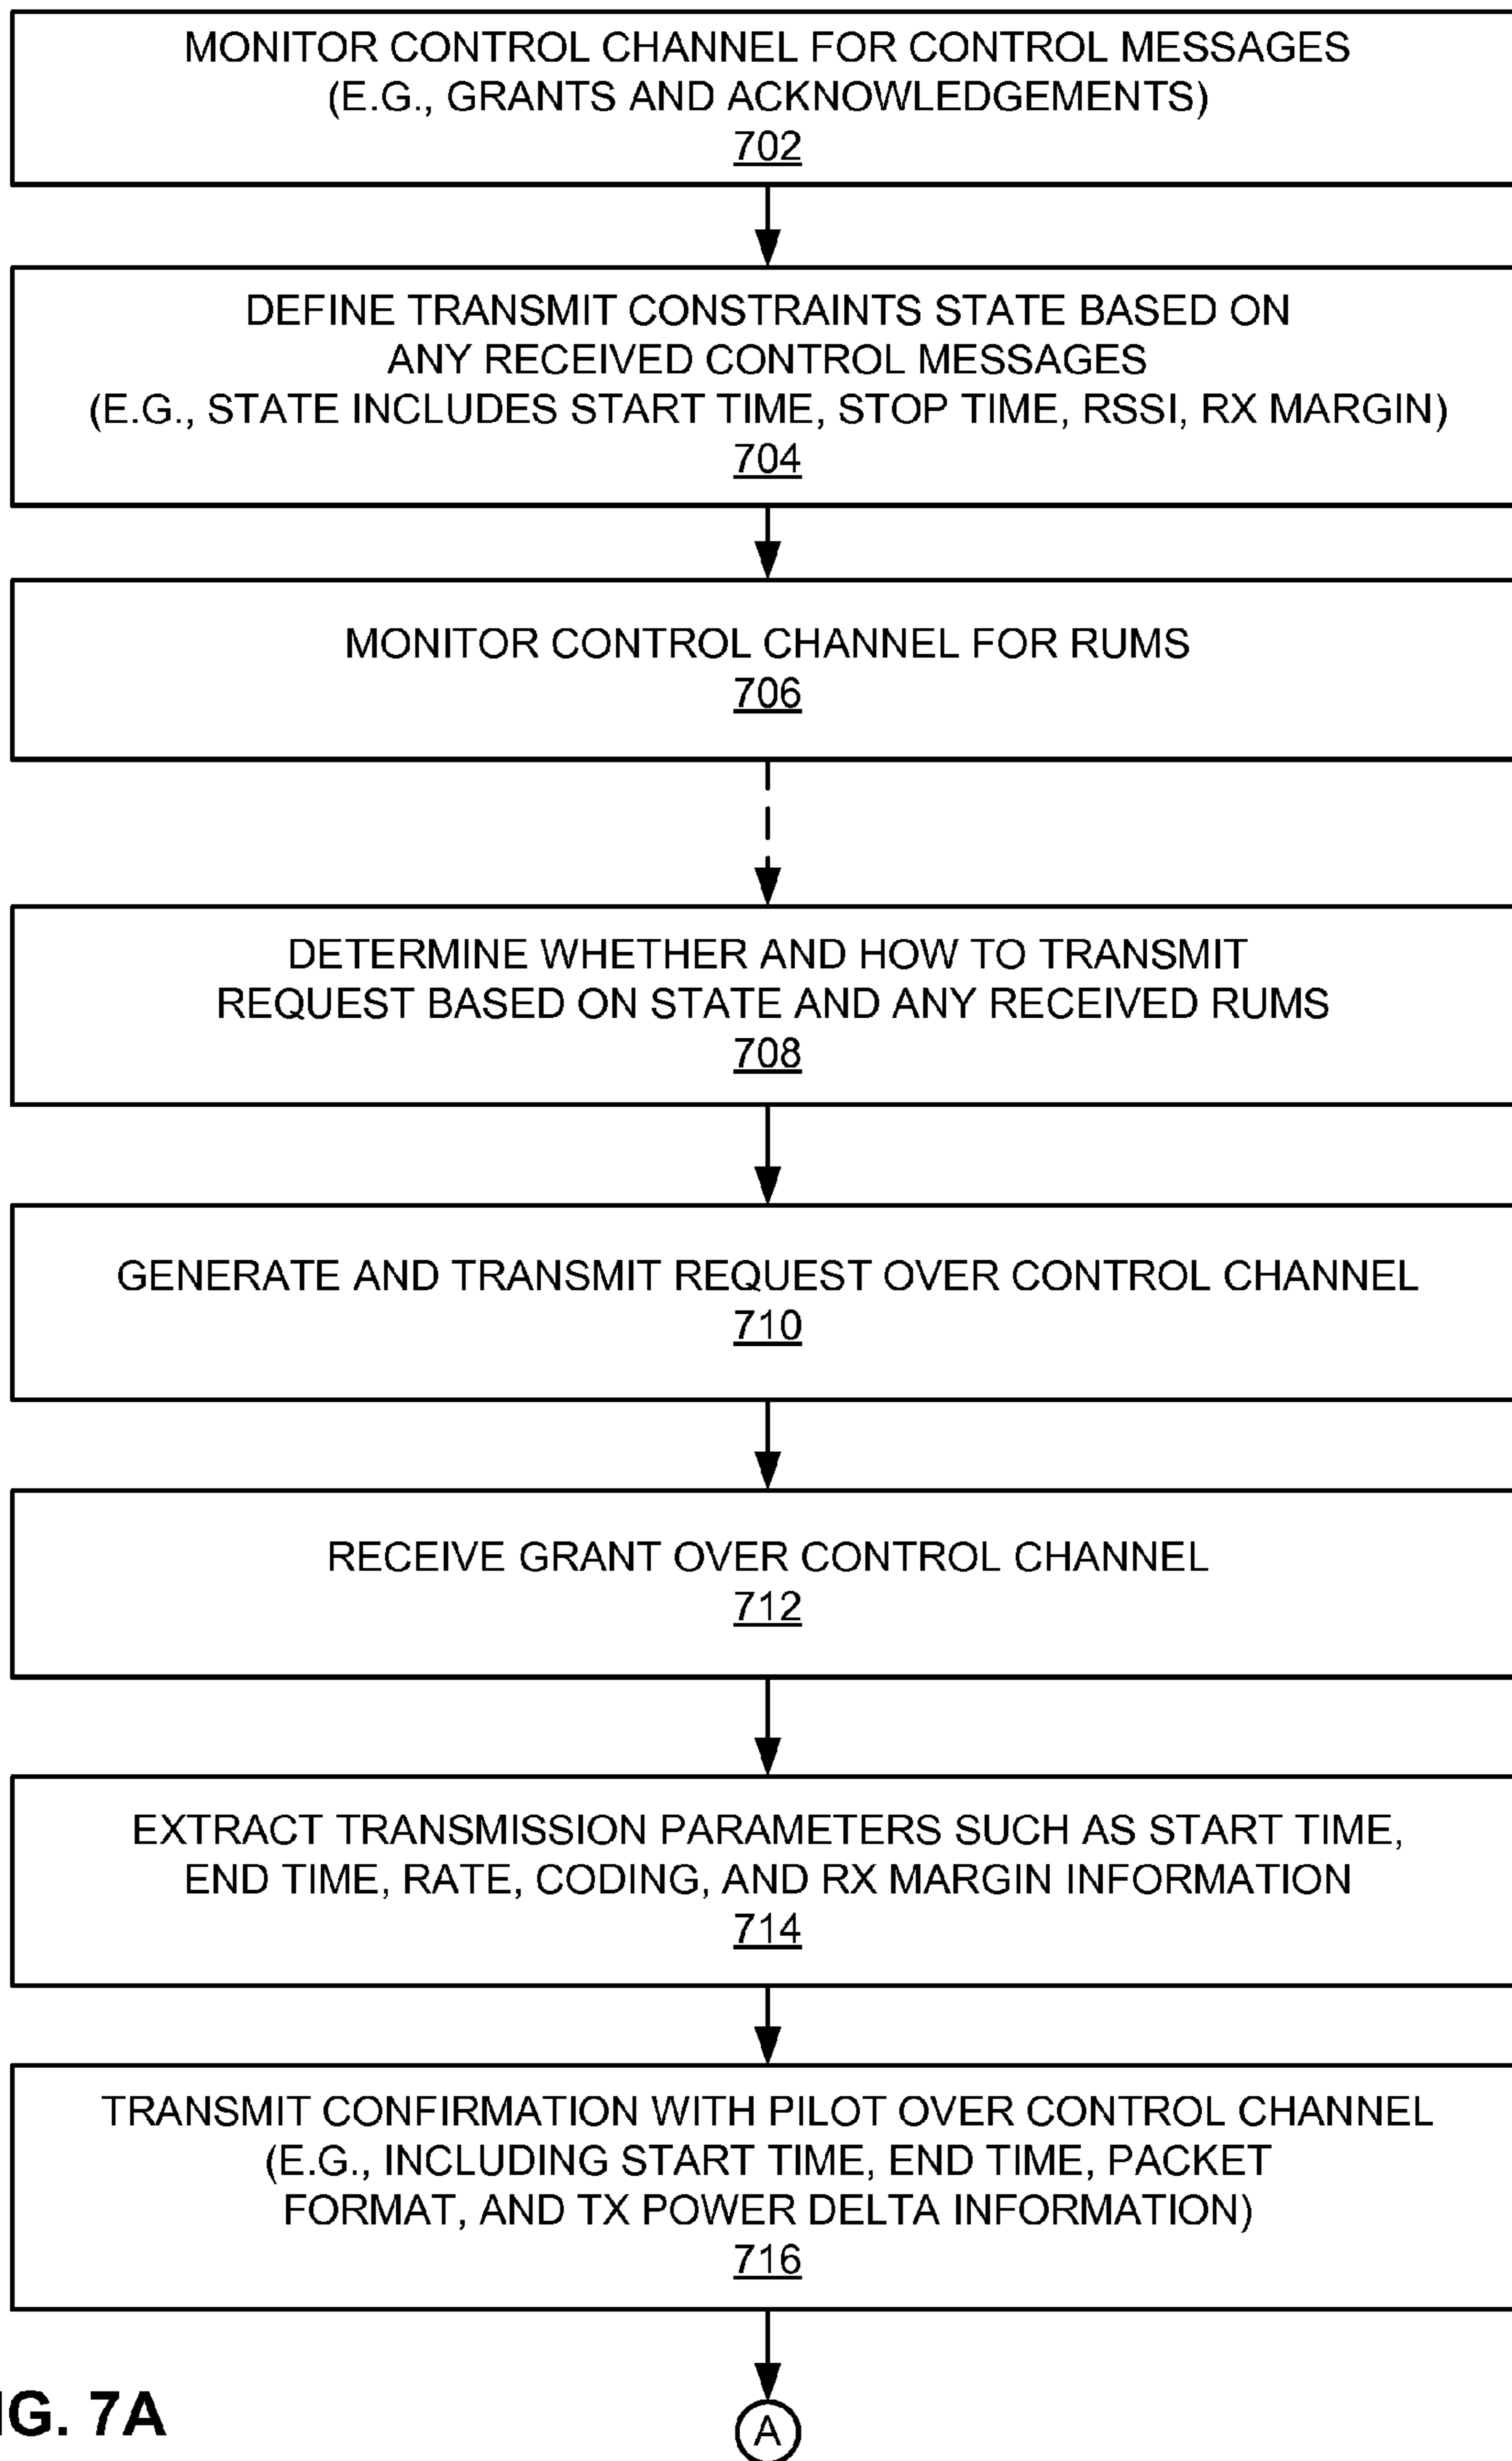 MONITOR CONTROL CHANNEL FOR CONTROL MESSAGES
(E.G., GRANTS AND ACKNOWLEDGEMENTS)
702
DEFINE TRANSMIT CONSTRAINTS STATE BASED ON
ANY RECEIVED CONTROL MESSAGES
(E.G., STATE INCLUDES START TIME, STOP TIME, RSSI, RX MARGIN)
704
MONITOR CONTROL CHANNEL FOR RUMS
706
DETERMINE WHETHER AND HOW TO TRANSMIT
REQUEST BASED ON STATE AND ANY RECEIVED RUMS
708
GENERATE AND TRANSMIT REQUEST OVER CONTROL CHANNEL
710
RECEIVE GRANT OVER CONTROL CHANNEL
712
EXTRACT TRANSMISSION PARAMETERS SUCH AS START TIME,
END TIME, RATE, CODING, AND RX MARGIN INFORMATION
714
TRANSMIT CONFIRMATION WITH PILOT OVER CONTROL CHANNEL
(E.G., INCLUDING START TIME, END TIME, PACKET
FORMAT, AND TX POWER DELTA INFORMATION)
716
IG. 7A
A